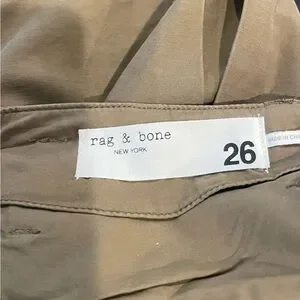 rag & bone
NEW YORK
26
MADE IN CHINA